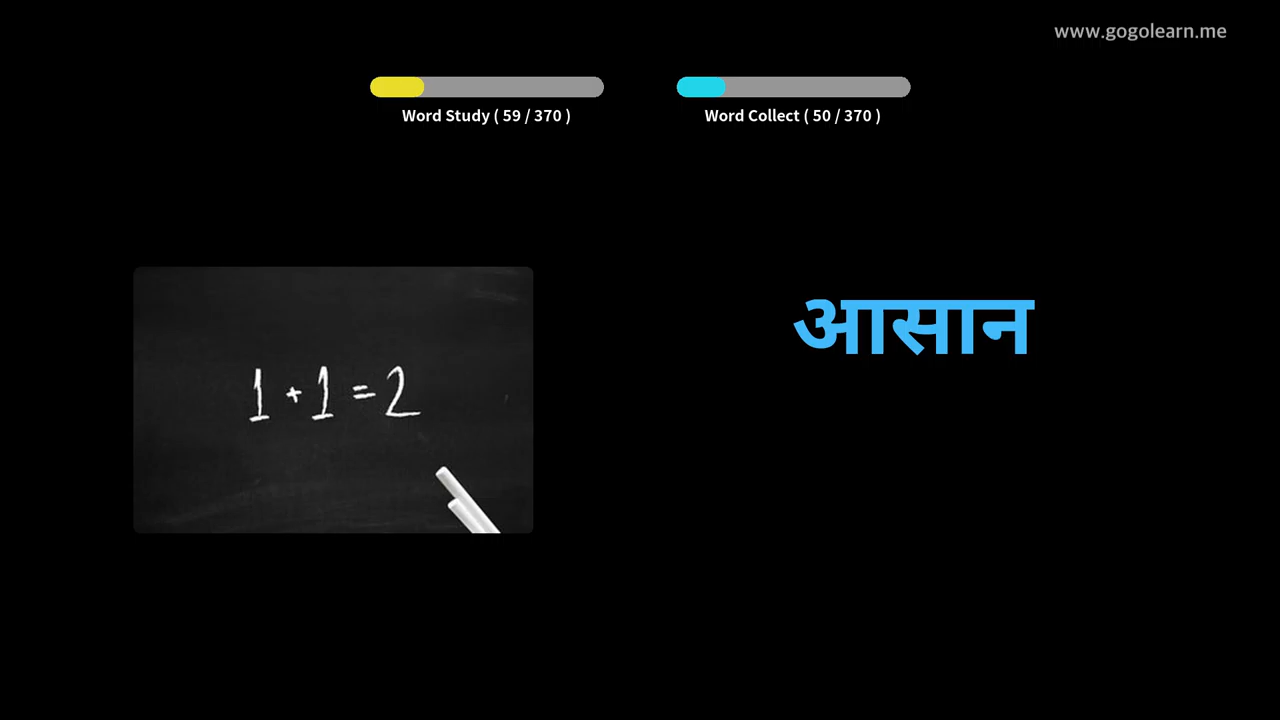 www.gogolearn.me
Word Study ( 59 / 370 )
Word Collect ( 50 / 370 )
आसान
1 + 1 = 2